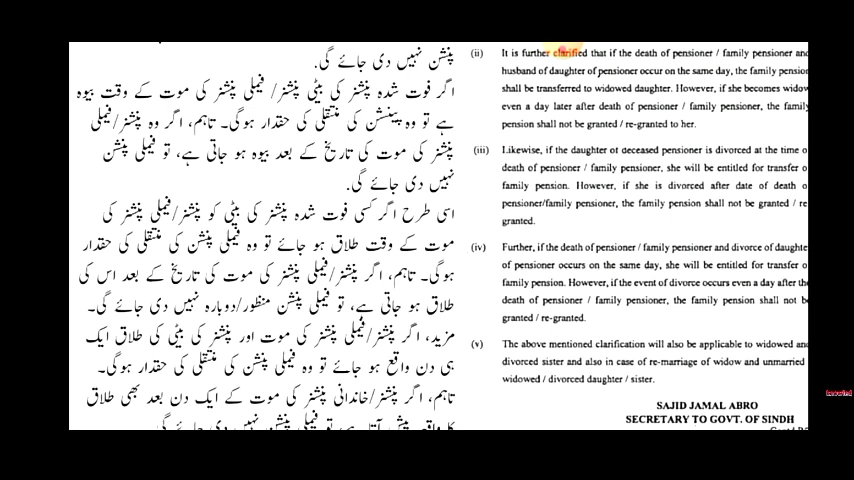 پنشن نہیں دی جائے گی.
اگر فوت شدہ پنشنر کی بیٹی پنشنر/ فیملی پنشنر کی موت کے وقت بیوہ
ہے تو وہ پینشن کی منتقلی کی حقدار ہوگی۔ تاہم، اگر وہ پنشنر/فیملی
پنشنر کی موت کی تاریخ کے بعد بیوہ ہو جاتی ہے، تو فیملی پنشن
نہیں دی جائے گی.
اسی طرح اگر کسی فوت شدہ پنشنر کی بیٹی کو پنشنر/فیملی پنشنر کی
موت کے وقت طلاق ہو جائے تو وہ فیملی پنشن کی منتقلی کی حقدار
ہوگی۔ تاہم، اگر پنشنر/فیملی پنشنر کی موت کی تاریخ کے بعد اس کی
طلاق ہو جاتی ہے، تو فیملی پنشن منظور/دوبارہ نہیں دی جائے گی۔
مزید، اگر پنشنر/فیملی پنشنر کی موت اور پنشنر کی بیٹی کی طلاق ایک
ہی دن واقع ہو جائے تو وہ فیملی پنشن کی منتقلی کی حقدار ہوگی۔
تاہم، اگر پنشنر/خاندانی پنشنر کی موت کے ایک دن بعد بھی طلاق
(ii) It is further clarified that if the death of pensioner / family pensioner and
husband of daughter of pensioner occur on the same day, the family pension
shall be transferred to widowed daughter. However, if she becomes widow
even a day later after death of pensioner / family pensioner, the family
pension shall not be granted / re-granted to her.
(iii) Likewise, if the daughter of deceased pensioner is divorced at the time o
death of pensioner / family pensioner, she will be entitled for transfer o
family pension. However, if she is divorced after date of death o
pensioner/family pensioner, the family pension shall not be granted / re
granted.
(iv) Further, if the death of pensioner / family pensioner and divorce of daughte
of pensioner occurs on the same day, she will be entitled for transfer o
family pension. However, if the event of divorce occurs even a day after the
death of pensioner / family pensioner, the family pension shall not b
granted / re-granted.
(v) The above mentioned clarification will also be applicable to widowed and
divorced sister and also in case of re-marriage of widow and unmarried
widowed / divorced daughter / sister.
SAJID JAMAL ABRO
SECRETARY TO GOVT. OF SINDH